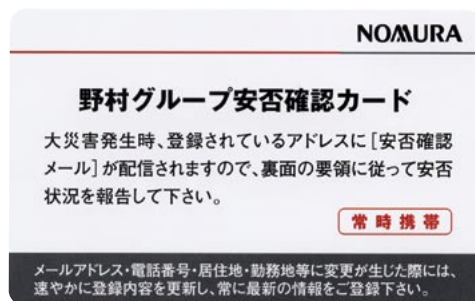 NOMURA
野村グループ安否確認カード
大災害発生時、登録されているアドレスに[安否確認
メール]が配信されますので、裏面の要領に従って安否
状況を報告して下さい。
常時携帯
メールアドレス・電話番号・居住地・勤務地等に変更が生じた際には、
速やかに登録内容を更新し、常に最新の情報をご登録下さい。